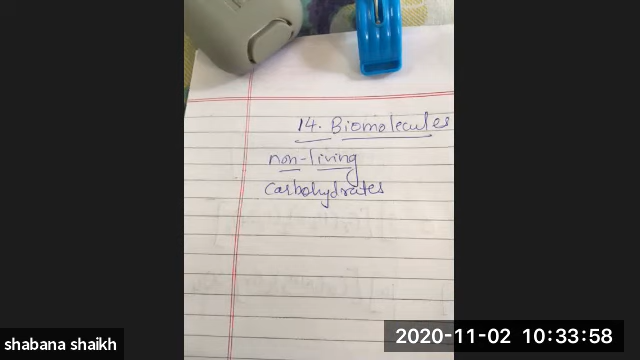 14. Biomolecules
non-living
Carbohydrates
shabana shaikh
2020-11-02 10:33:58